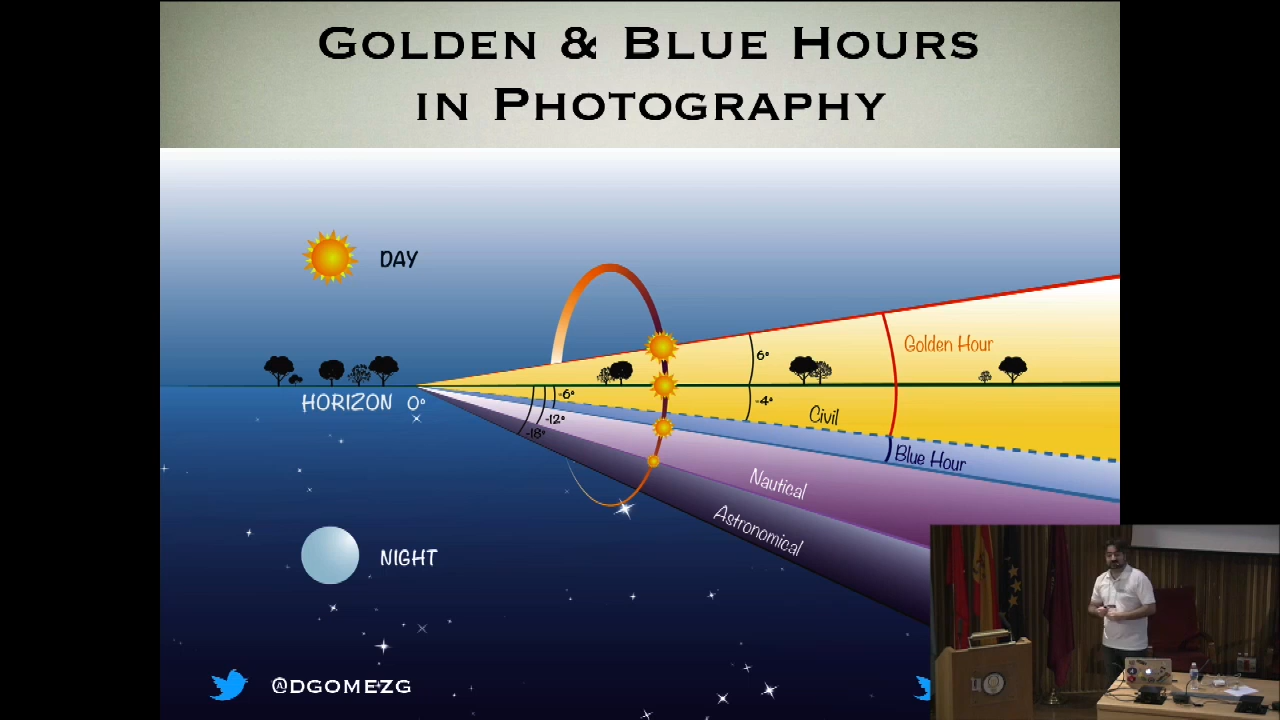 GOLDEN & BLUE HOURS
IN PHOTOGRAPHY
DAY
Golden Hour
6°
HORIZON 0°
-6°
-4°
-12°
Civil
-18°
Blue Hour
Nautical
Astronomical
NIGHT
@DGOMEZG